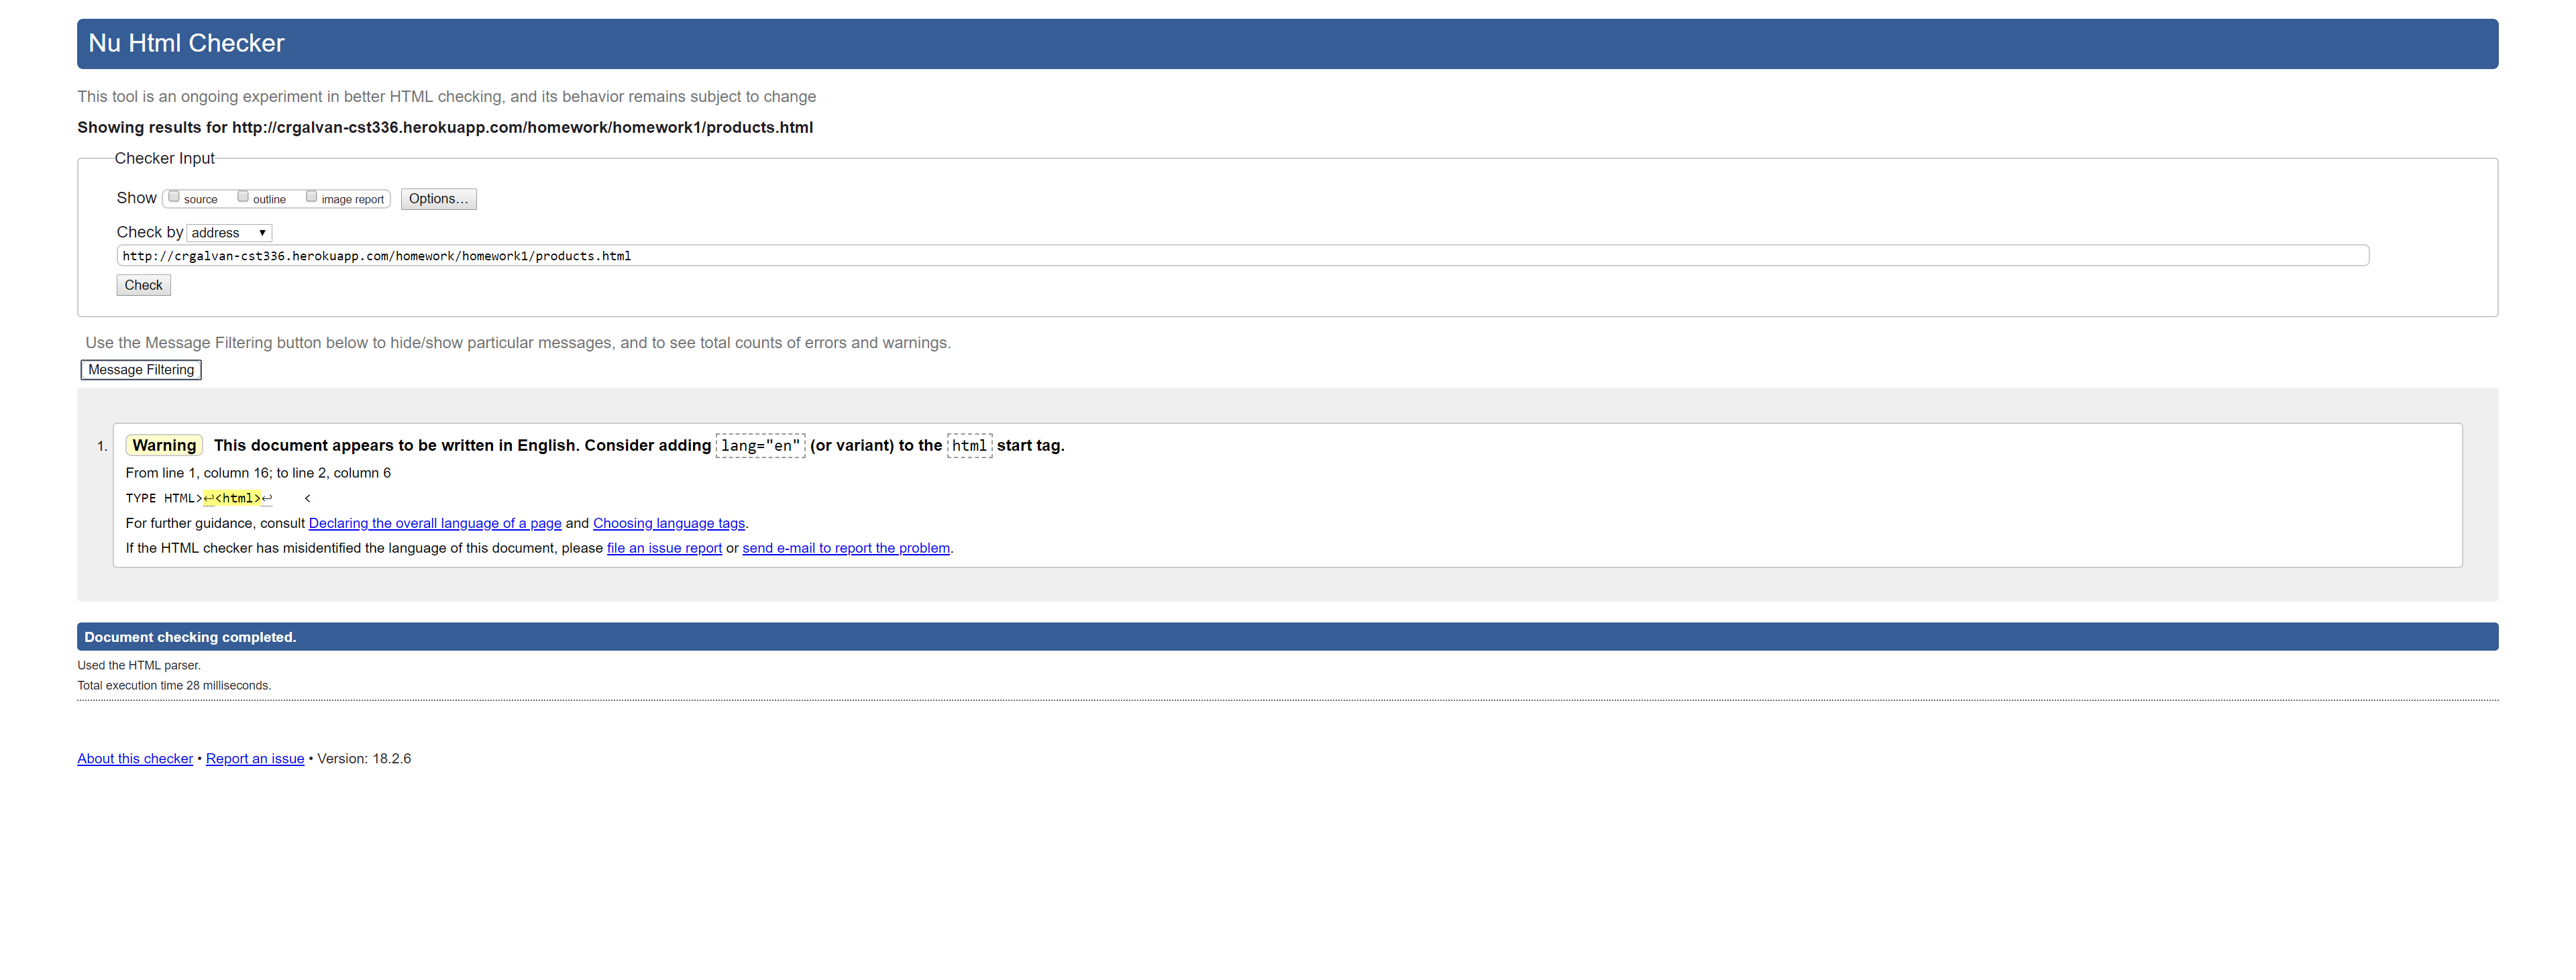 Nu Html Checker
This tool is an ongoing experiment in better HTML checking, and its behavior remains subject to change
Showing results for http://crgalvan-cst336.herokuapp.com/homework/homework1/products.html
Checker Input
Show source outline image report Options...
Check by address ▼
http://crgalvan-cst336.herokuapp.com/homework/homework1/products.html
Check
Use the Message Filtering button below to hide/show particular messages, and to see total counts of errors and warnings.
Message Filtering
1. Warning This document appears to be written in English. Consider adding lang="en" (or variant) to the html start tag.
From line 1, column 16; to line 2, column 6
TYPE HTML>↩<html>↩    <
For further guidance, consult Declaring the overall language of a page and Choosing language tags.
If the HTML checker has misidentified the language of this document, please file an issue report or send e-mail to report the problem.
Document checking completed.
Used the HTML parser.
Total execution time 28 milliseconds.
About this checker • Report an issue • Version: 18.2.6